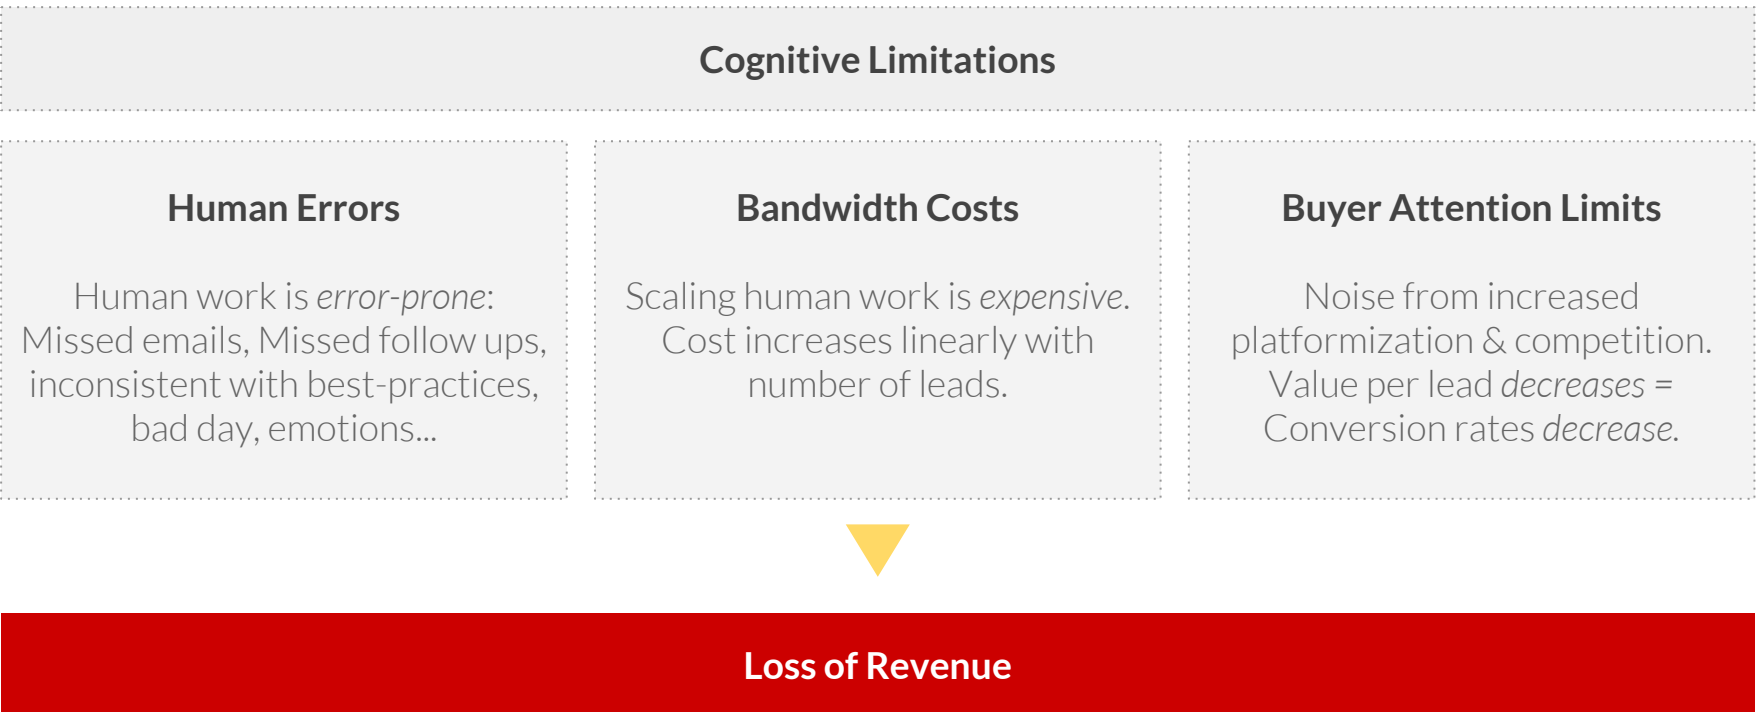 Cognitive Limitations
Human Errors
Human work is error-prone:
Missed emails, Missed follow ups,
inconsistent with best-practices,
bad day, emotions...
Bandwidth Costs
Scaling human work is expensive.
Cost increases linearly with
number of leads.
Buyer Attention Limits
Noise from increased
platformization & competition.
Value per lead decreases =
Conversion rates decrease.
Loss of Revenue